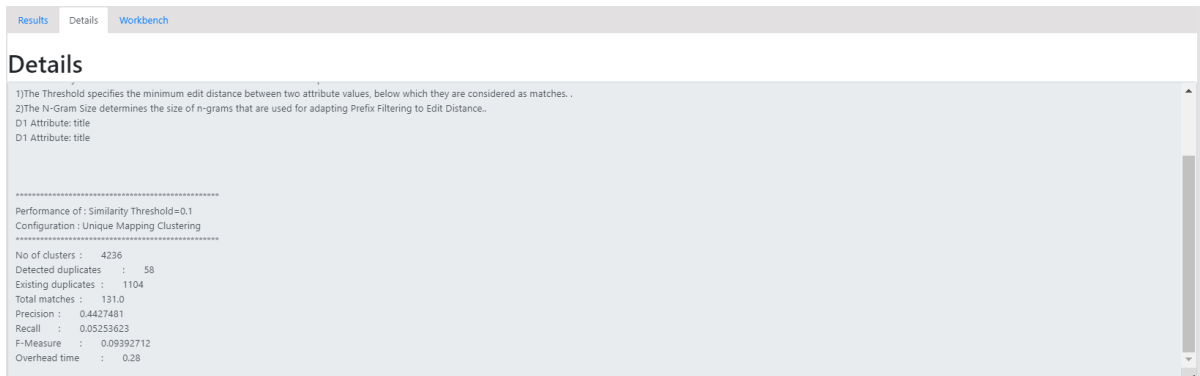 Results Details Workbench
Details
1)The Threshold specifies the minimum edit distance between two attribute values, below which they are considered as matches. .
2)The N-Gram Size determines the size of n-grams that are used for adapting Prefix Filtering to Edit Distance..
D1 Attribute: title
D1 Attribute: title
**************************************************
Performance of : Similarity Threshold=0.1
Configuration : Unique Mapping Clustering
**************************************************
No of clusters : 4236
Detected duplicates : 58
Existing duplicates : 1104
Total matches : 131.0
Precision : 0.4427481
Recall : 0.05253623
F-Measure : 0.09392712
Overhead time : 0.28